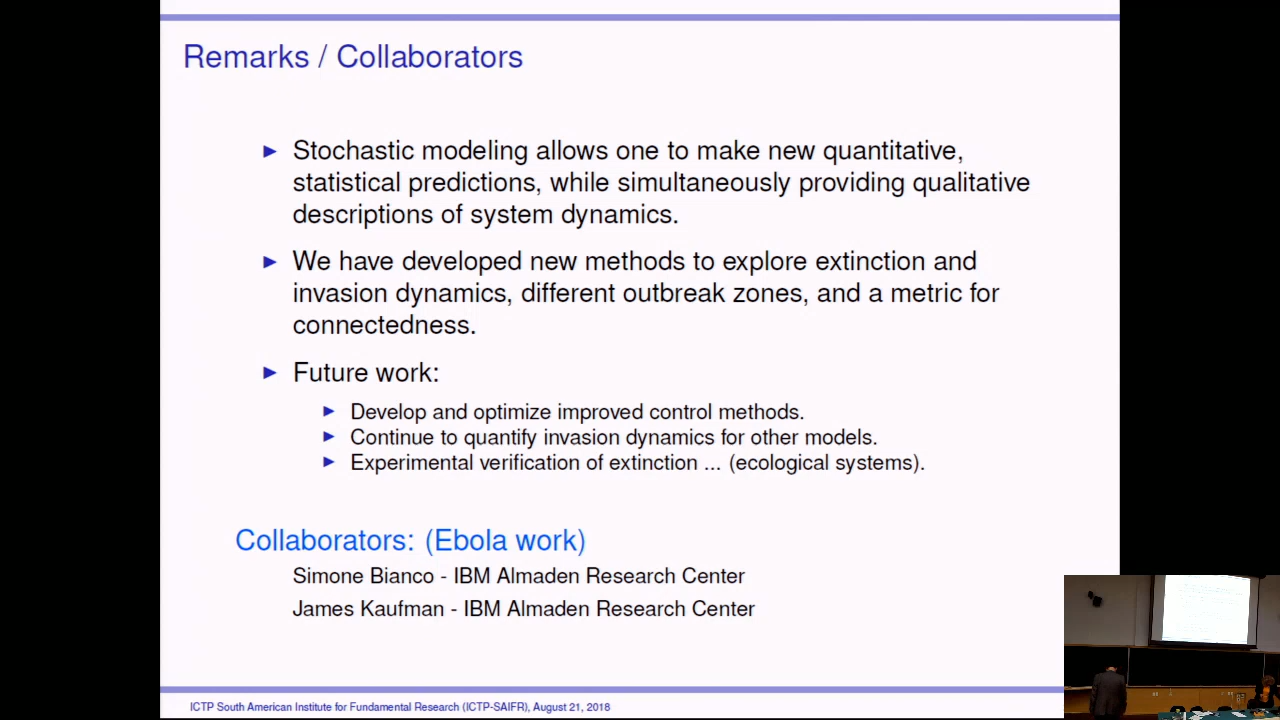 Remarks / Collaborators
Stochastic modeling allows one to make new quantitative,
statistical predictions, while simultaneously providing qualitative
descriptions of system dynamics.
We have developed new methods to explore extinction and
invasion dynamics, different outbreak zones, and a metric for
connectedness.
Future work:
Develop and optimize improved control methods.
Continue to quantify invasion dynamics for other models.
Experimental verification of extinction ... (ecological systems).
Collaborators: (Ebola work)
Simone Bianco - IBM Almaden Research Center
James Kaufman - IBM Almaden Research Center
ICTP South American Institute for Fundamental Research (ICTP-SAIFR), August 21, 2018